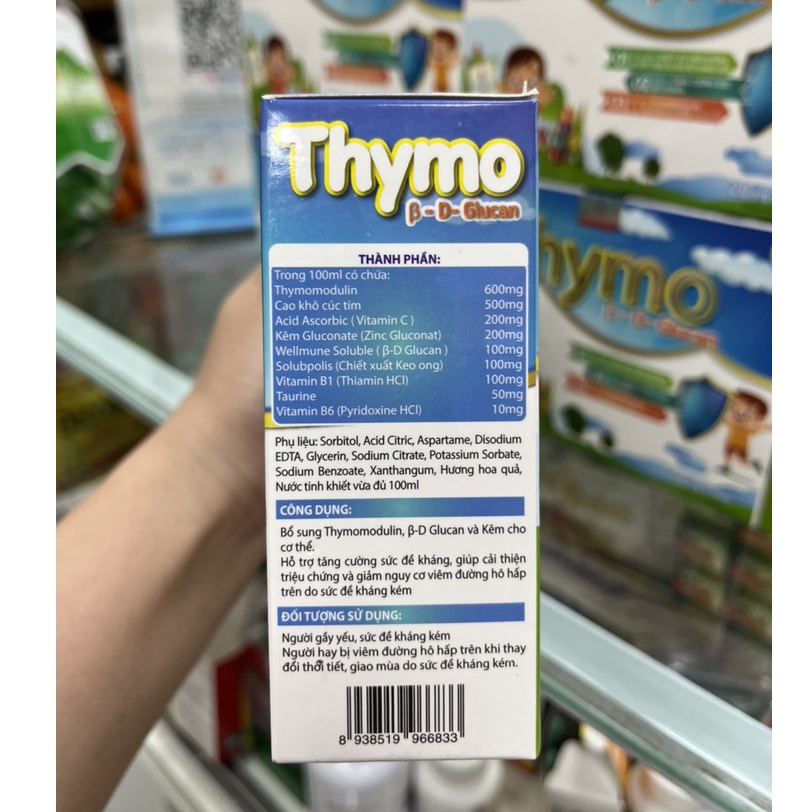 Thymo
β - D- Glucan
THÀNH PHẦN:
Trong 100ml có chứa:
Thymomodulin 600mg
Cao khô cúc tím 500mg
Acid Ascorbic ( Vitamin C ) 200mg
Kẽm Gluconate (Zinc Gluconat) 200mg
Wellmune Soluble ( β-D Glucan ) 100mg
Solubpolis (Chiết xuất Keo ong) 100mg
Vitamin B1 (Thiamin HCl) 100mg
Taurine 50mg
Vitamin B6 (Pyridoxine HCl) 10mg
Phụ liệu: Sorbitol, Acid Citric, Aspartame, Disodium
EDTA, Glycerin, Sodium Citrate, Potassium Sorbate,
Sodium Benzoate, Xanthangum, Hương hoa quả,
Nước tinh khiết vừa đủ 100ml
CÔNG DỤNG:
Bổ sung Thymomodulin, β-D Glucan và Kẽm cho
cơ thể.
Hỗ trợ tăng cường sức đề kháng, giúp cải thiện
triệu chứng và giảm nguy cơ viêm đường hô hấp
trên do sức đề kháng kém
ĐỐI TƯỢNG SỬ DỤNG:
Người gầy yếu, sức đề kháng kém
Người hay bị viêm đường hô hấp trên khi thay
đổi thời tiết, giao mùa do sức đề kháng kém.
8 938519 966833
hymo
β - D- Glucan